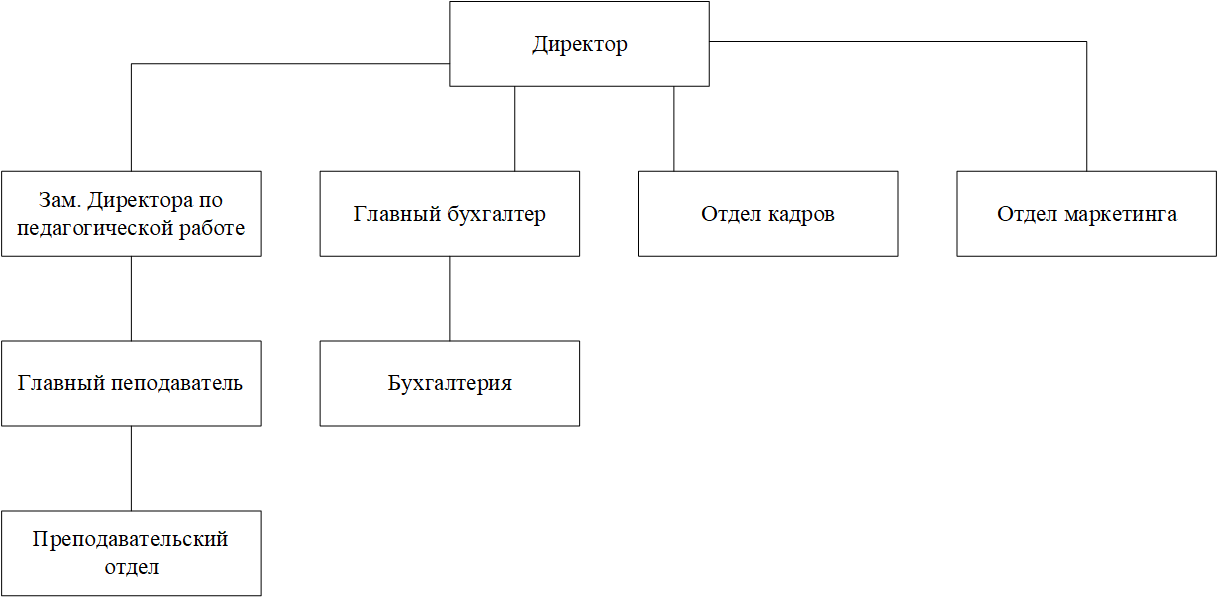 Директор
Зам. Директора по
педагогической работе
Главный бухгалтер
Отдел кадров
Отдел маркетинга
Главный пеподаватель
Бухгалтерия
Преподавательский
отдел